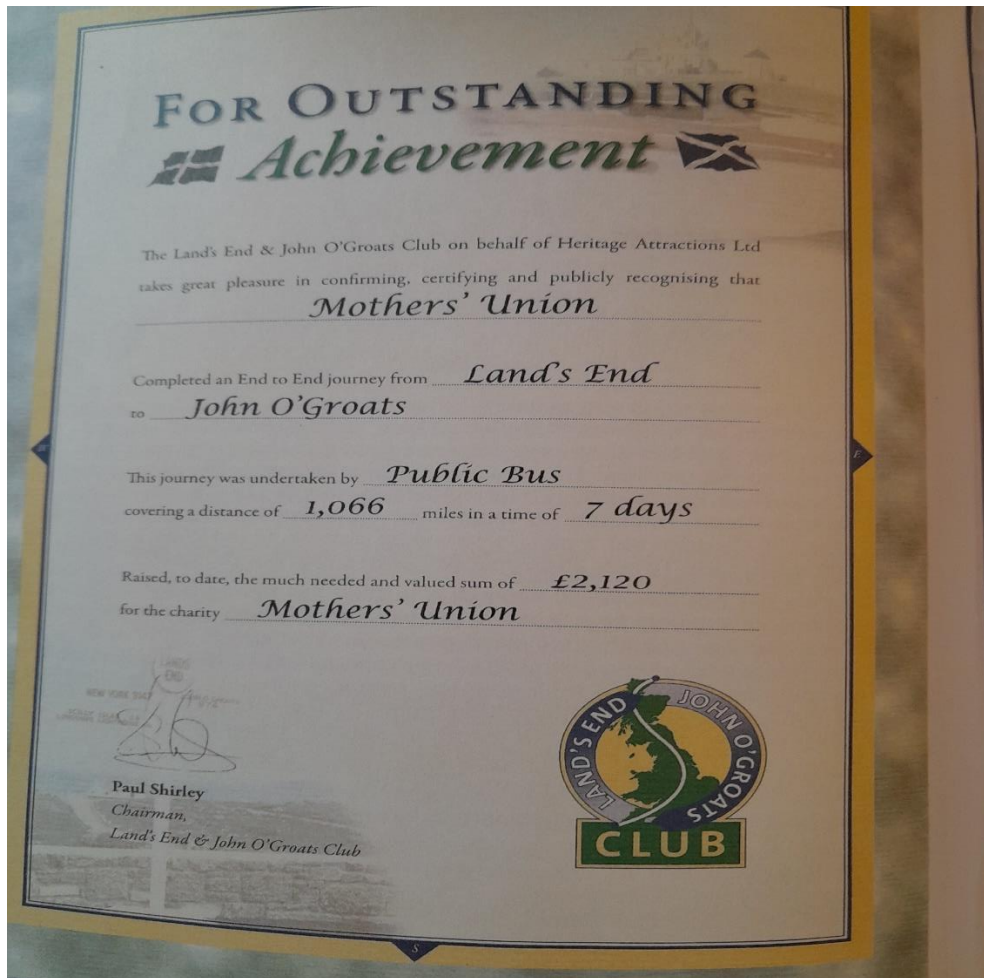 FOR OUTSTANDING
Achievement
The Land's End & John O'Groats Club on behalf of Heritage Attractions Ltd
takes great pleasure in confirming, certifying and publicly recognising that
Mothers' Union
Completed an End to End journey from Land's End
to John O'Groats
This journey was undertaken by Public Bus
covering a distance of 1,066 miles in a time of 7 days
Raised, to date, the much needed and valued sum of £2,120
for the charity Mothers' Union
Paul Shirley
Chairman,
Land's End & John O'Groats Club
LAND'S END JOHN O'GROATS
CLUB
W
E
S